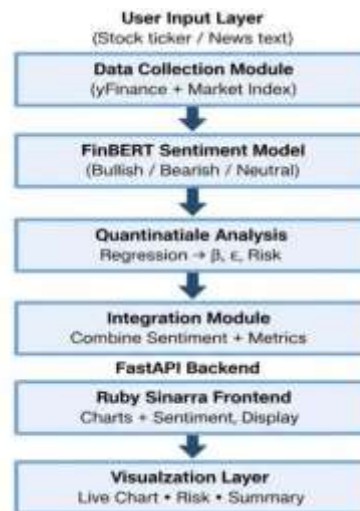 User Input Layer
(Stock ticker / News text)
Data Collection Module
(yFinance + Market Index)
FinBERT Sentiment Model
(Bullish / Bearish / Neutral)
Quantinatiale Analysis
Regression → β, ε, Risk
Integration Module
Combine Sentiment + Metrics
FastAPI Backend
Ruby Sinarra Frontend
Charts + Sentiment, Display
Visualzation Layer
Live Chart • Risk • Summary